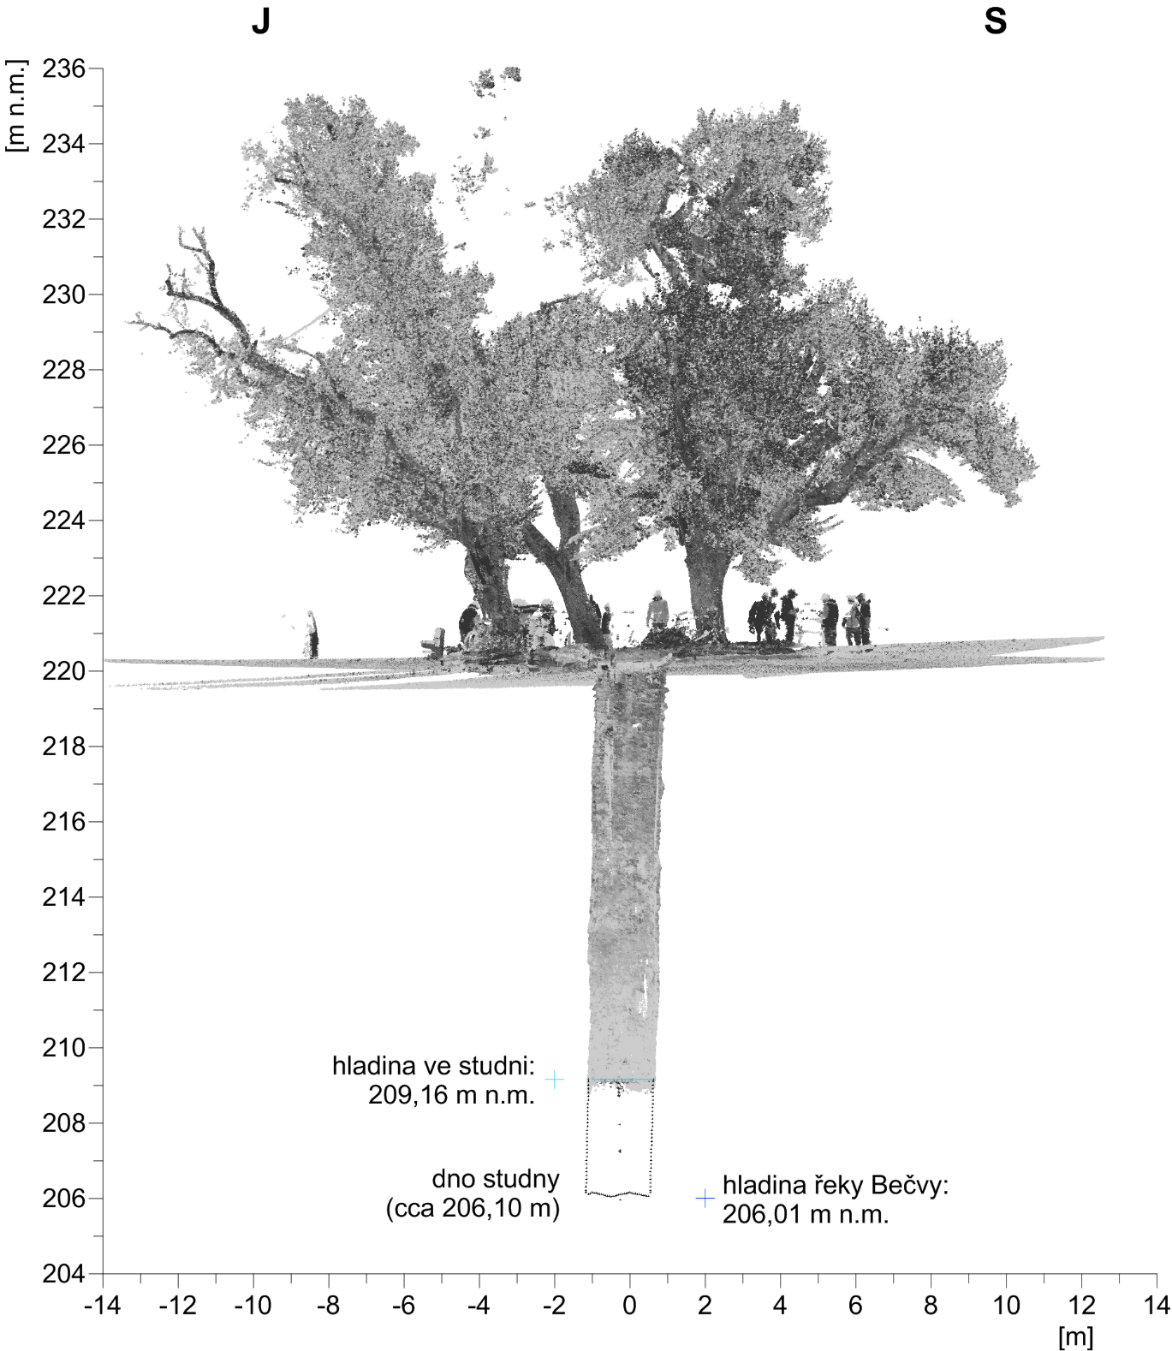 J
S
[m n.m.]
236
234
232
230
228
226
224
222
220
218
216
214
212
210
208
206
204
hladina ve studni:
209,16 m n.m.
dno studny
(cca 206,10 m)
hladina řeky Bečvy:
206,01 m n.m.
-14 -12 -10 -8 -6 -4 -2 0 2 4 6 8 10 12 14
[m]